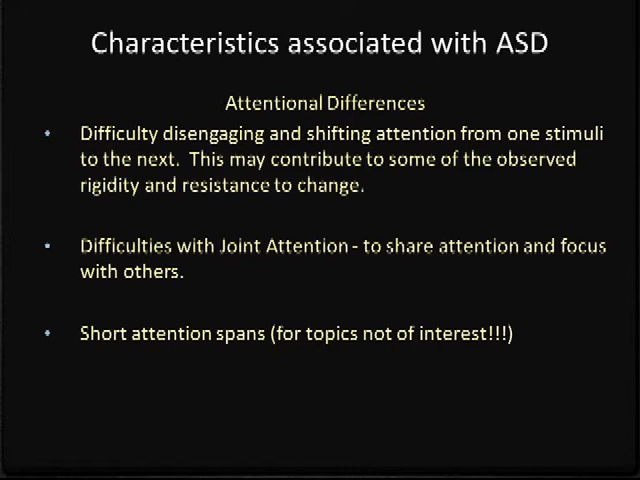 Characteristics associated with ASD
Attentional Differences
• Difficulty disengaging and shifting attention from one stimuli
to the next.  This may contribute to some of the observed
rigidity and resistance to change.
• Difficulties with Joint Attention - to share attention and focus
with others.
• Short attention spans (for topics not of interest!!!)